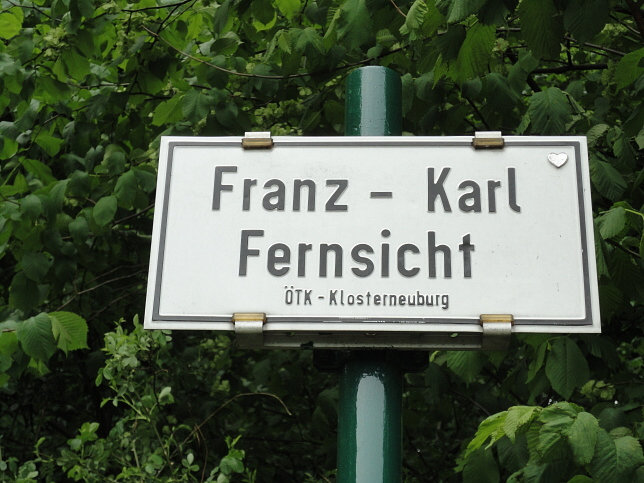 Franz - Karl
Fernsicht
ÖTK - Klosterneuburg